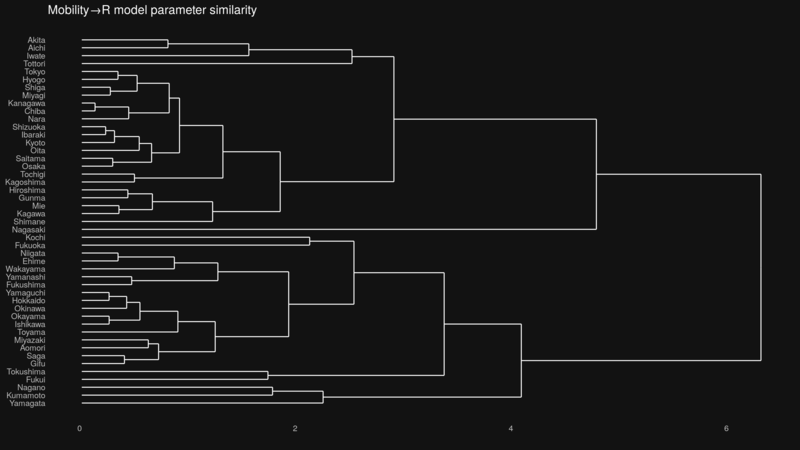 Mobility→R model parameter similarity
Akita
Aichi
Iwate
Tottori
Tokyo
Hyogo
Shiga
Miyagi
Kanagawa
Chiba
Nara
Shizuoka
Ibaraki
Kyoto
Oita
Saitama
Osaka
Tochigi
Kagoshima
Hiroshima
Gunma
Mie
Kagawa
Shimane
Nagasaki
Kochi
Fukuoka
Niigata
Ehime
Wakayama
Yamanashi
Fukushima
Yamaguchi
Hokkaido
Okinawa
Okayama
Ishikawa
Toyama
Miyazaki
Aomori
Saga
Gifu
Tokushima
Fukui
Nagano
Kumamoto
Yamagata
0 2 4 6